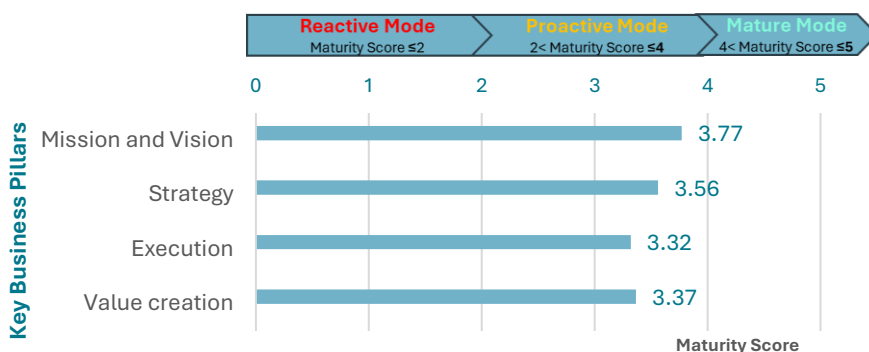 Reactive Mode
Maturity Score ≤2
Proactive Mode
2< Maturity Score ≤4
Mature Mode
4< Maturity Score ≤5
0 1 2 3 4 5
Key Business Pillars
Mission and Vision 3.77
Strategy 3.56
Execution 3.32
Value creation 3.37
Maturity Score